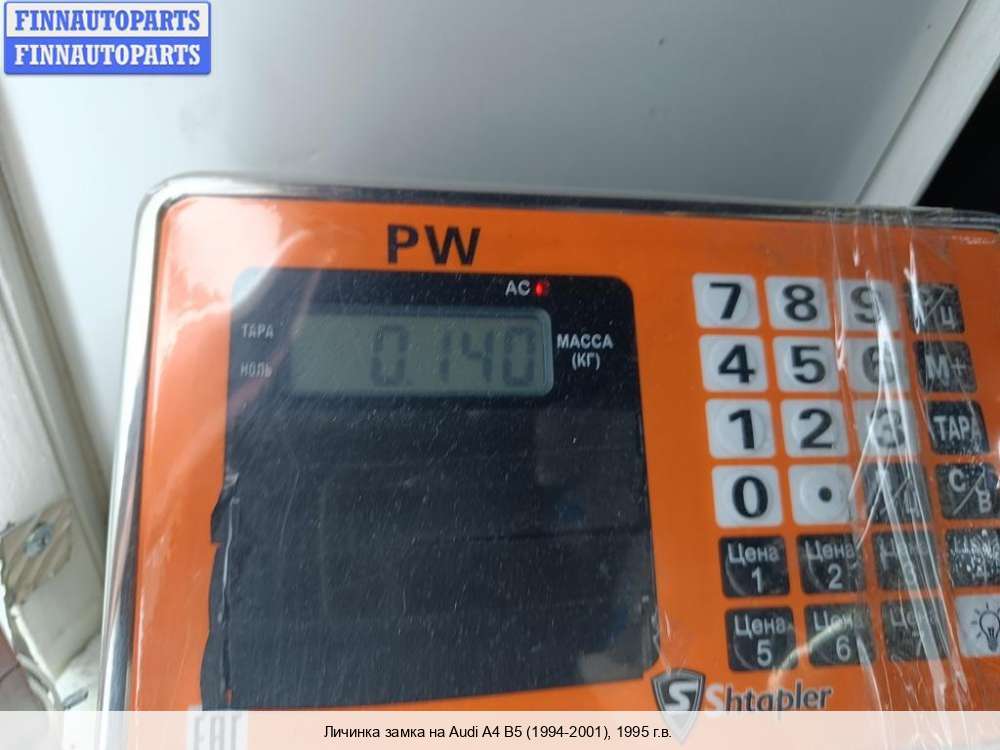 FINNAUTOPARTS
FINNAUTOPARTS
PW
AC
ТАРА
НОЛЬ
0.140
МАССА
(КГ)
7 8 9
4 5 6 М+
1 2 3 ТАРА
0 . С/В
Цена 1 Цена 2
Цена 5 Цена 6 7
S Shtapler
EAC
Личинка замка на Audi A4 B5 (1994-2001), 1995 г.в.